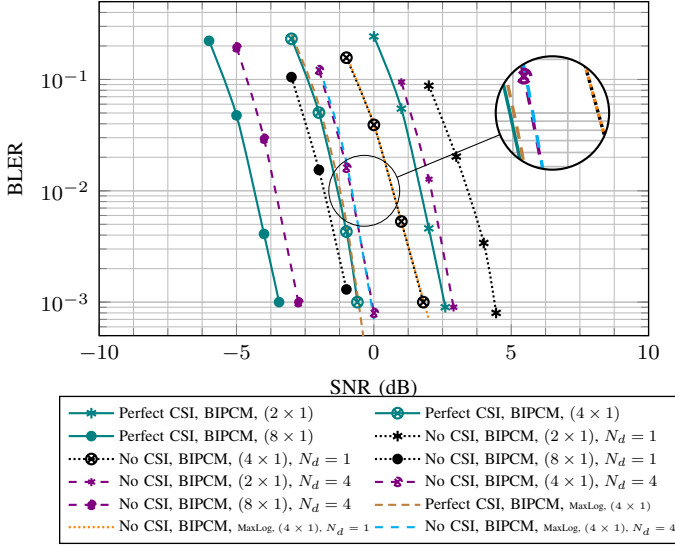 10⁻¹
10⁻²
10⁻³
BLER
−10 −5 0 5 10
SNR (dB)
Perfect CSI, BIPCM, (2 × 1) Perfect CSI, BIPCM, (4 × 1)
Perfect CSI, BIPCM, (8 × 1) No CSI, BIPCM, (2 × 1), N_d = 1
No CSI, BIPCM, (4 × 1), N_d = 1 No CSI, BIPCM, (8 × 1), N_d = 1
No CSI, BIPCM, (2 × 1), N_d = 4 No CSI, BIPCM, (4 × 1), N_d = 4
No CSI, BIPCM, (8 × 1), N_d = 4 Perfect CSI, BIPCM, MaxLog, (4 × 1)
No CSI, BIPCM, MaxLog, (4 × 1), N_d = 1 No CSI, BIPCM, MaxLog, (4 × 1), N_d = 4